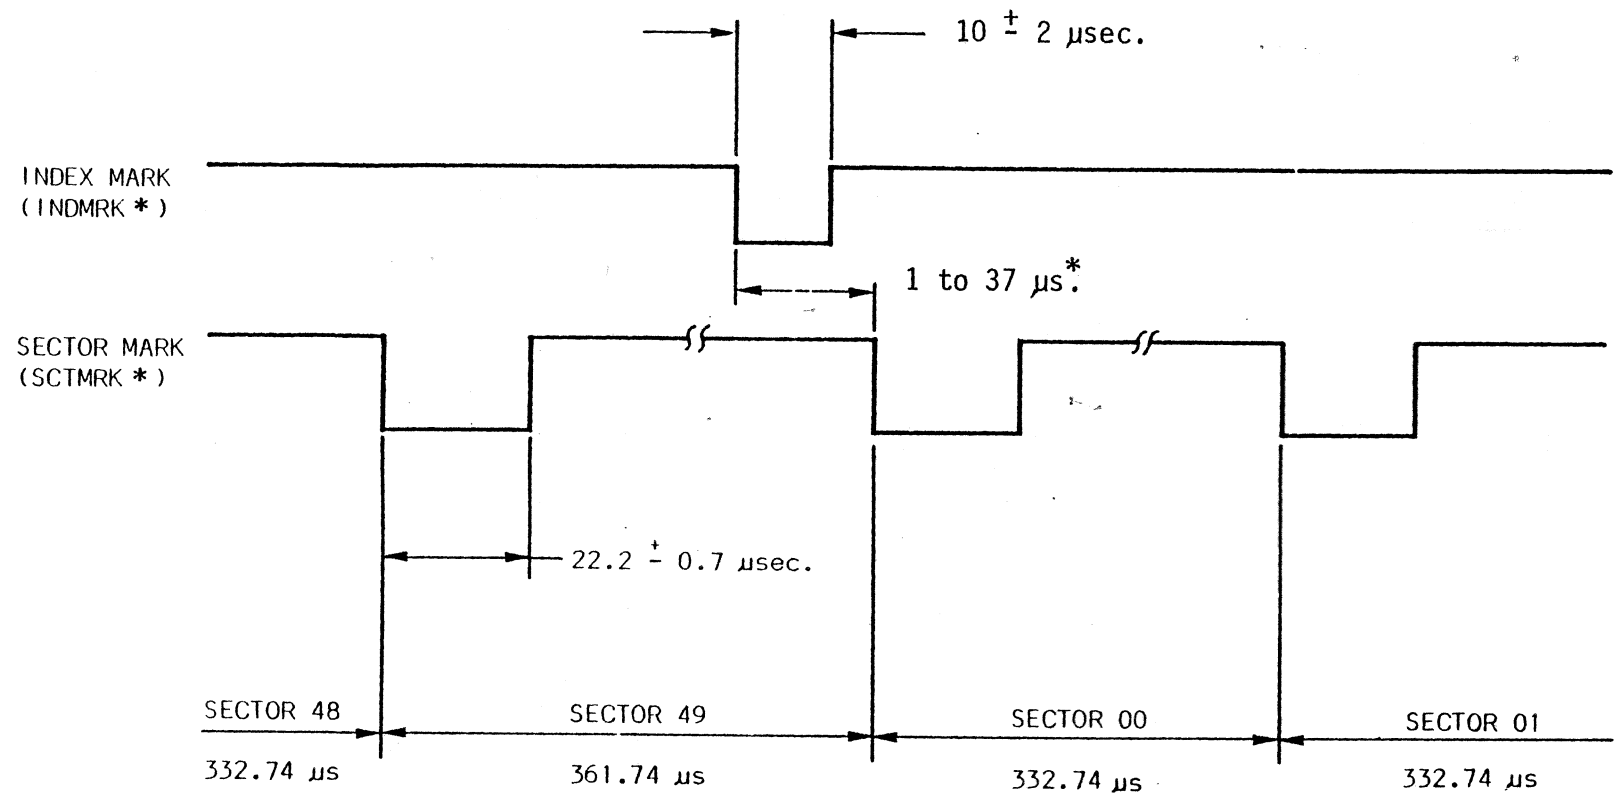 10 ± 2 µsec.
INDEX MARK
(INDMRK * )
1 to 37 µs*.
SECTOR MARK
(SCTMRK * )
22.2 ± 0.7 µsec.
SECTOR 48
SECTOR 49
SECTOR 00
SECTOR 01
332.74 µs
361.74 µs
332.74 µs
332.74 µs